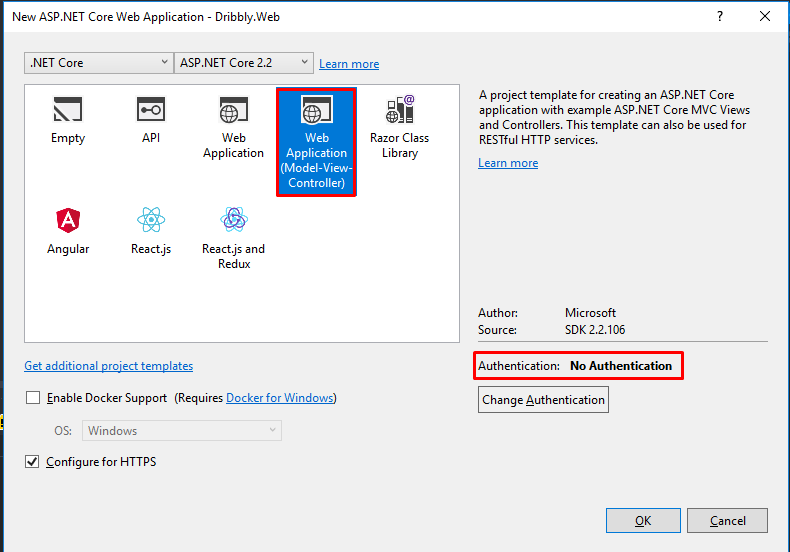 New ASP.NET Core Web Application - Dribbly.Web
?
.NET Core
ASP.NET Core 2.2
Learn more
Empty
API
Web
Application
Web
Application
(Model-View-
Controller)
Razor Class
Library
Angular
React.js
React.js and
Redux
A project template for creating an ASP.NET Core
application with example ASP.NET Core MVC Views
and Controllers. This template can also be used for
RESTful HTTP services.
Learn more
Author: Microsoft
Source: SDK 2.2.106
Get additional project templates
Authentication: No Authentication
Change Authentication
Enable Docker Support (Requires Docker for Windows)
OS: Windows
Configure for HTTPS
OK
Cancel